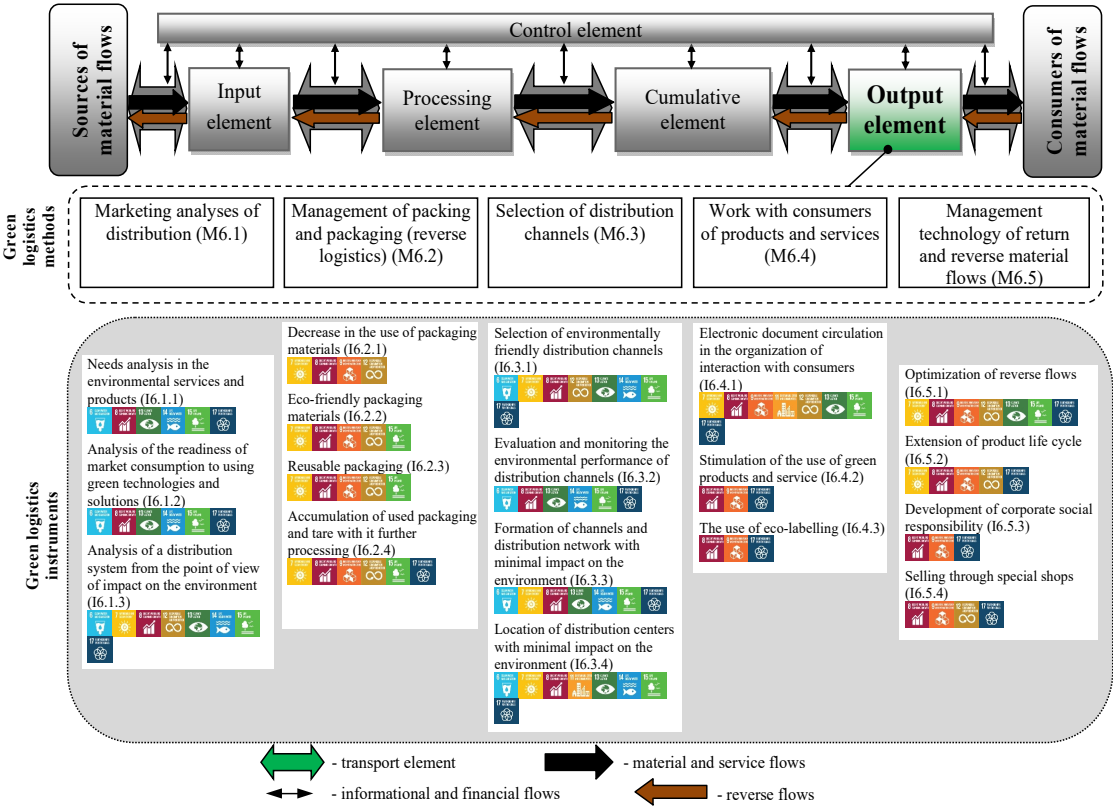 Control element
Sources of
material flows
Input
element
Processing
element
Cumulative
element
Output
element
Consumers of
material flows
Green
logistics
methods
Marketing analyses of
distribution (M6.1)
Management of packing
and packaging (reverse
logistics) (M6.2)
Selection of distribution
channels (M6.3)
Work with consumers
of products and services
(M6.4)
Management
technology of return
and reverse material
flows (M6.5)
Green logistics
instruments
Needs analysis in the
environmental services and
products (I6.1.1)
Analysis of the readiness of
market consumption to using
green technologies and
solutions (I6.1.2)
Analysis of a distribution
system from the point of view
of impact on the environment
(I6.1.3)
Decrease in the use of packaging
materials (I6.2.1)
Eco-friendly packaging
materials (I6.2.2)
Reusable packaging (I6.2.3)
Accumulation of used packaging
and tare with it further
processing (I6.2.4)
Selection of environmentally
friendly distribution channels
(I6.3.1)
Evaluation and monitoring the
environmental performance of
distribution channels (I6.3.2)
Formation of channels and
distribution network with
minimal impact on the
environment (I6.3.3)
Location of distribution centers
with minimal impact on the
environment (I6.3.4)
Electronic document circulation
in the organization of
interaction with consumers
(I6.4.1)
Stimulation of the use of green
products and service (I6.4.2)
The use of eco-labelling (I6.4.3)
Optimization of reverse flows
(I6.5.1)
Extension of product life cycle
(I6.5.2)
Development of corporate social
responsibility (I6.5.3)
Selling through special shops
(I6.5.4)
- transport element
- material and service flows
- informational and financial flows
- reverse flows